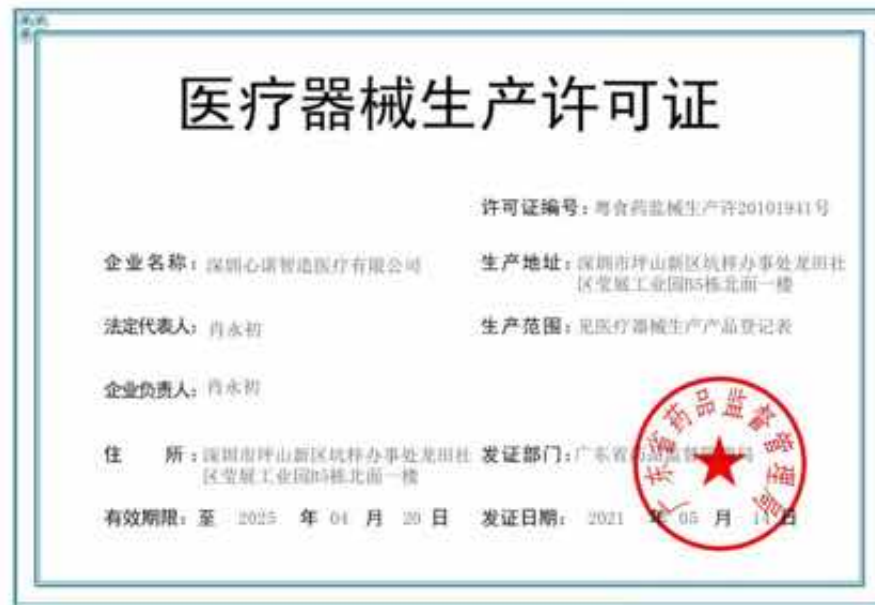 医疗器械生产许可证
许可证编号：粤食药监械生产许20101941号
企业名称：深圳心诺智造医疗有限公司
生产地址：深圳市坪山新区坑梓办事处龙田社
区莹展工业园B5栋北面一楼
法定代表人：肖永初
生产范围：见医疗器械生产产品登记表
企业负责人：肖永初
住 所：深圳市坪山新区坑梓办事处龙田社
区莹展工业园B5栋北面一楼
发证部门：广东省药品监督管理局
有效期限：至 2025 年 04 月 20 日
发证日期： 2021 年 05 月 14 日
广东省药品监督管理局